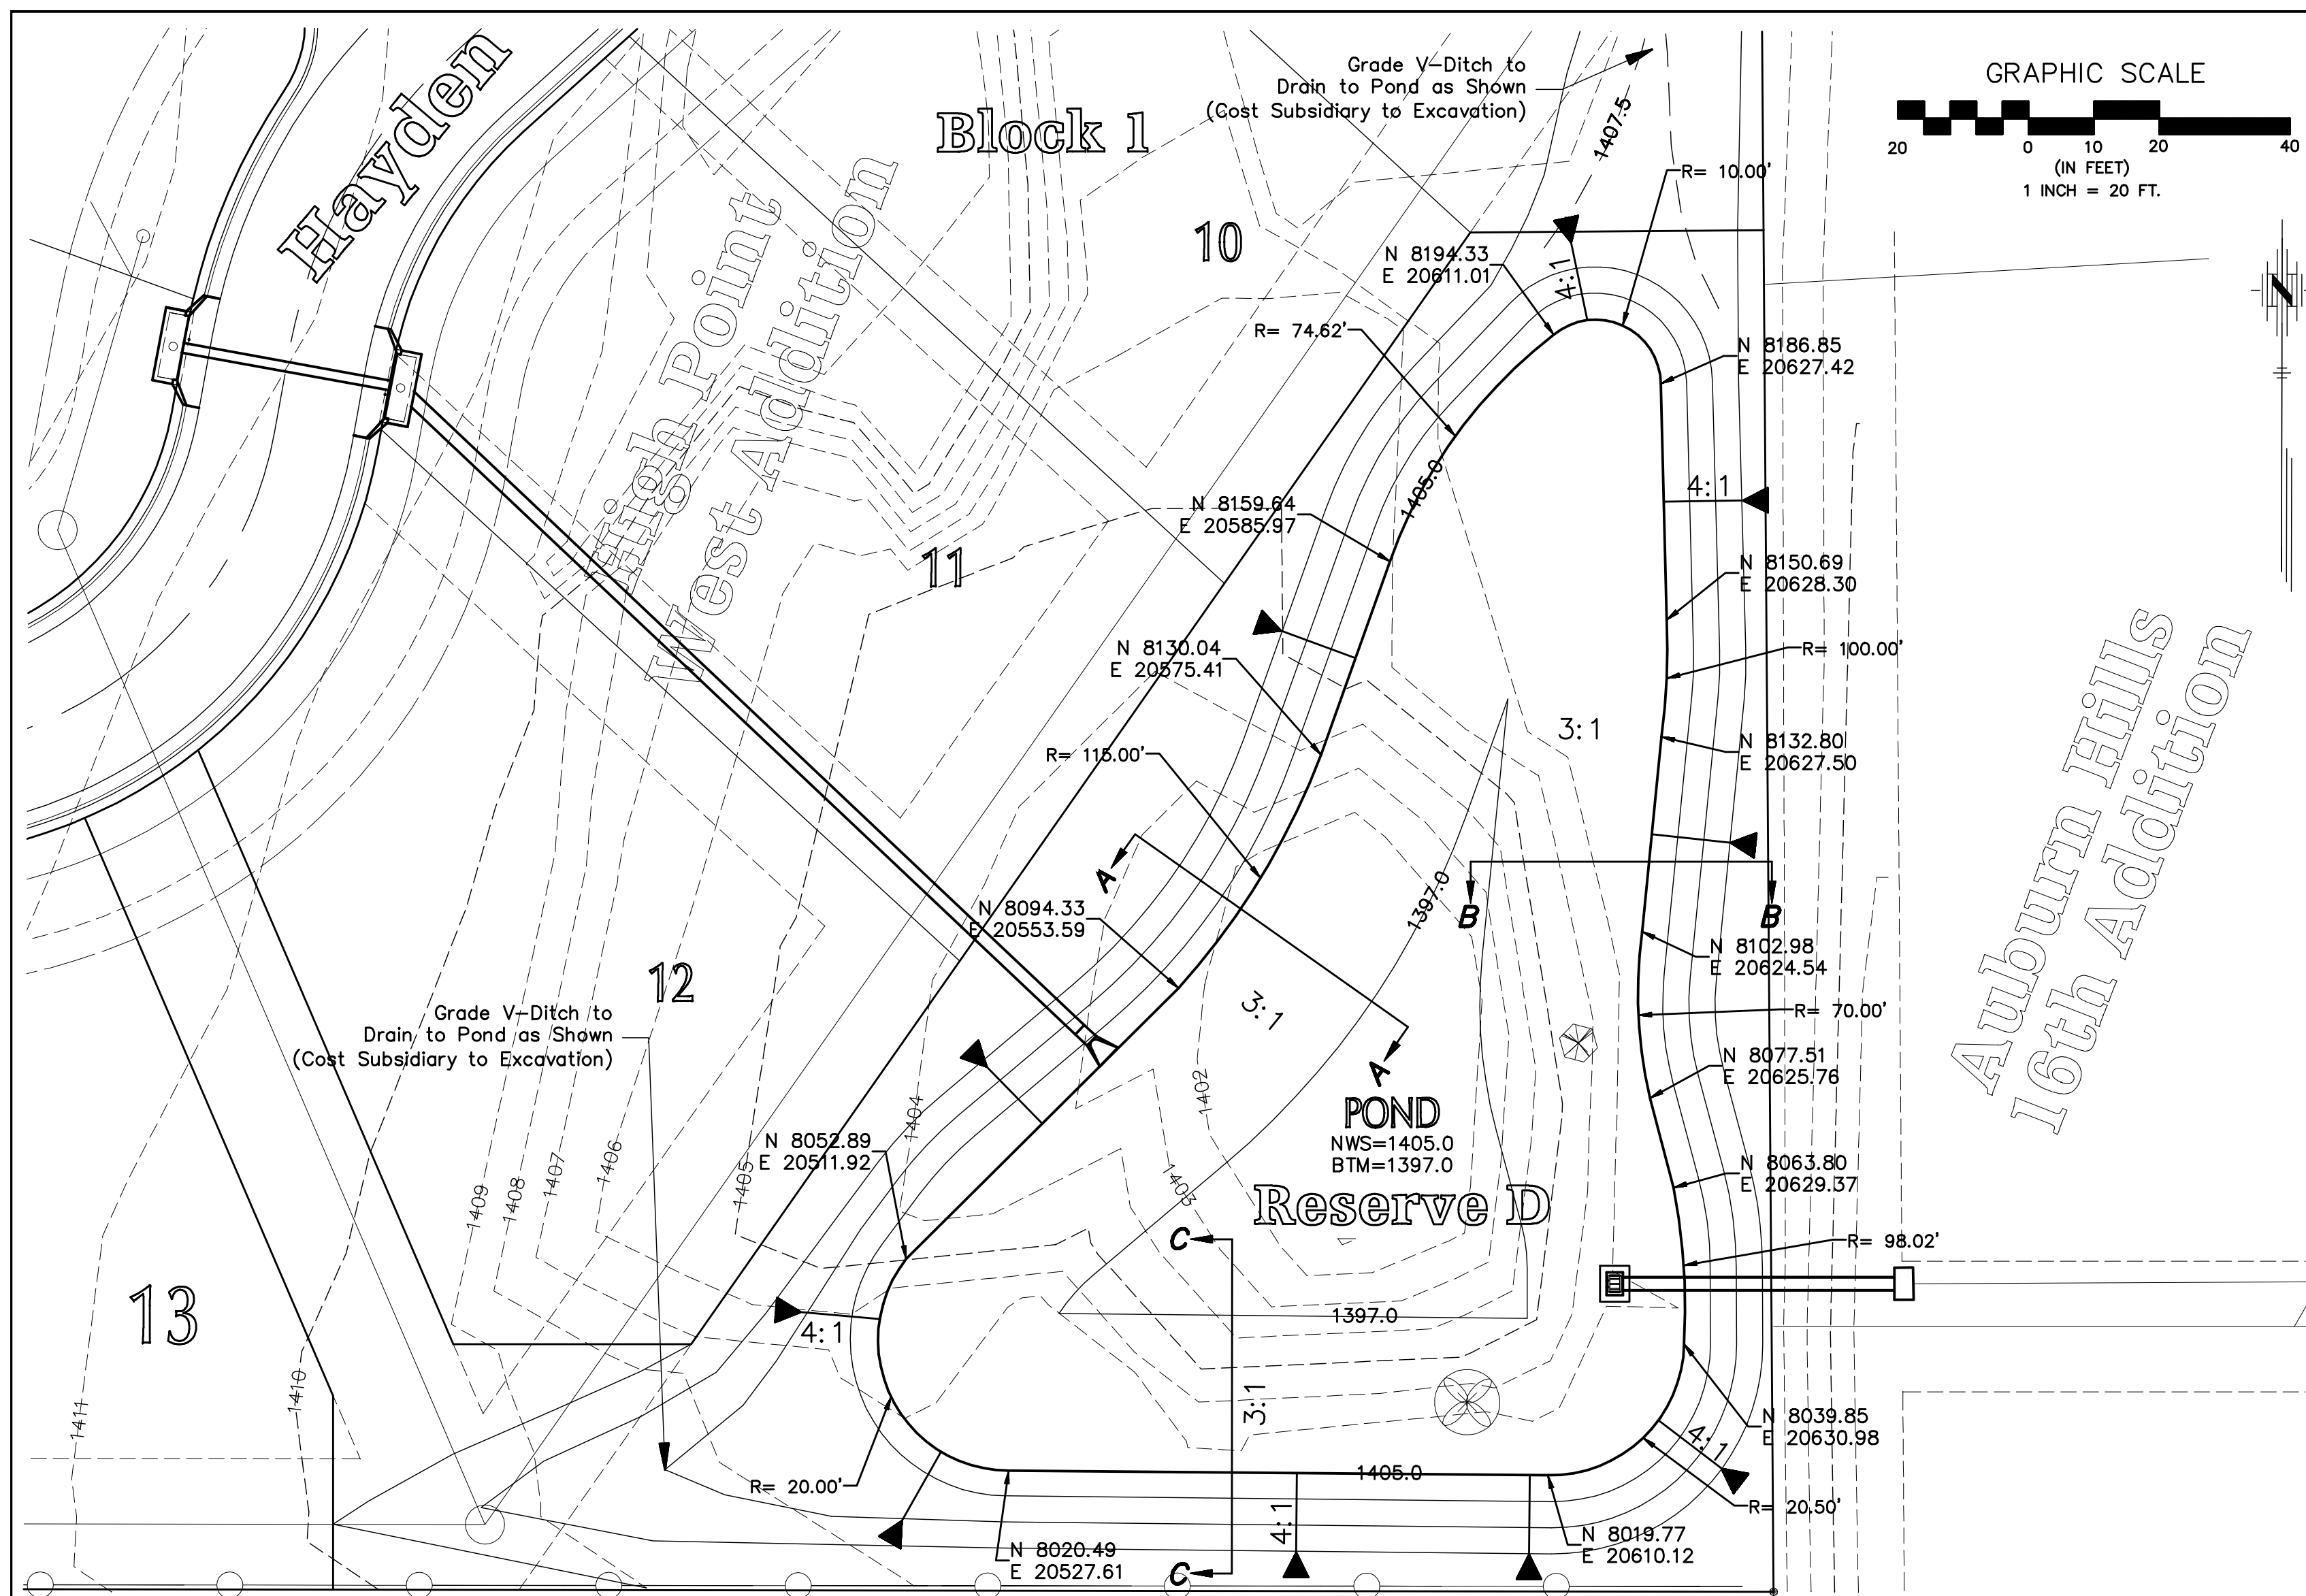 Hayden
Block 1
Grade V-Ditch to
Drain to Pond as Shown
(Cost Subsidiary to Excavation)
1407.5
GRAPHIC SCALE
20 0 10 20 40
(IN FEET)
1 INCH = 20 FT.
N
R= 10.00'
10
N 8194.33
E 20611.01
4:1
R= 74.62'
N 8186.85
E 20627.42
1405.0
4:1
N 8159.64
E 20585.97
11
West Addition
N 8150.69
E 20628.30
R= 100.00'
N 8130.04
E 20575.41
3:1
N 8132.80
E 20627.50
R= 115.00'
A
1397.0
B B
N 8094.33
E 20553.59
N 8102.98
E 20624.54
Auburn Hills
16th Addition
12
Grade V-Ditch to
Drain to Pond as Shown
(Cost Subsidiary to Excavation)
3:1
R= 70.00'
A
N 8077.51
E 20625.76
1402
1404
POND
NWS=1405.0
BTM=1397.0
N 8052.89
E 20511.92
1403
1405
1406
1407
1408
1409
Reserve D
N 8063.80
E 20629.37
C
R= 98.02'
13
4:1
1397.0
1410
1411
3:1
N 8039.85
E 20630.98
4:1
1405.0
R= 20.00'
R= 20.50'
4:1
N 8020.49
E 20527.61
C
N 8019.77
E 20610.12